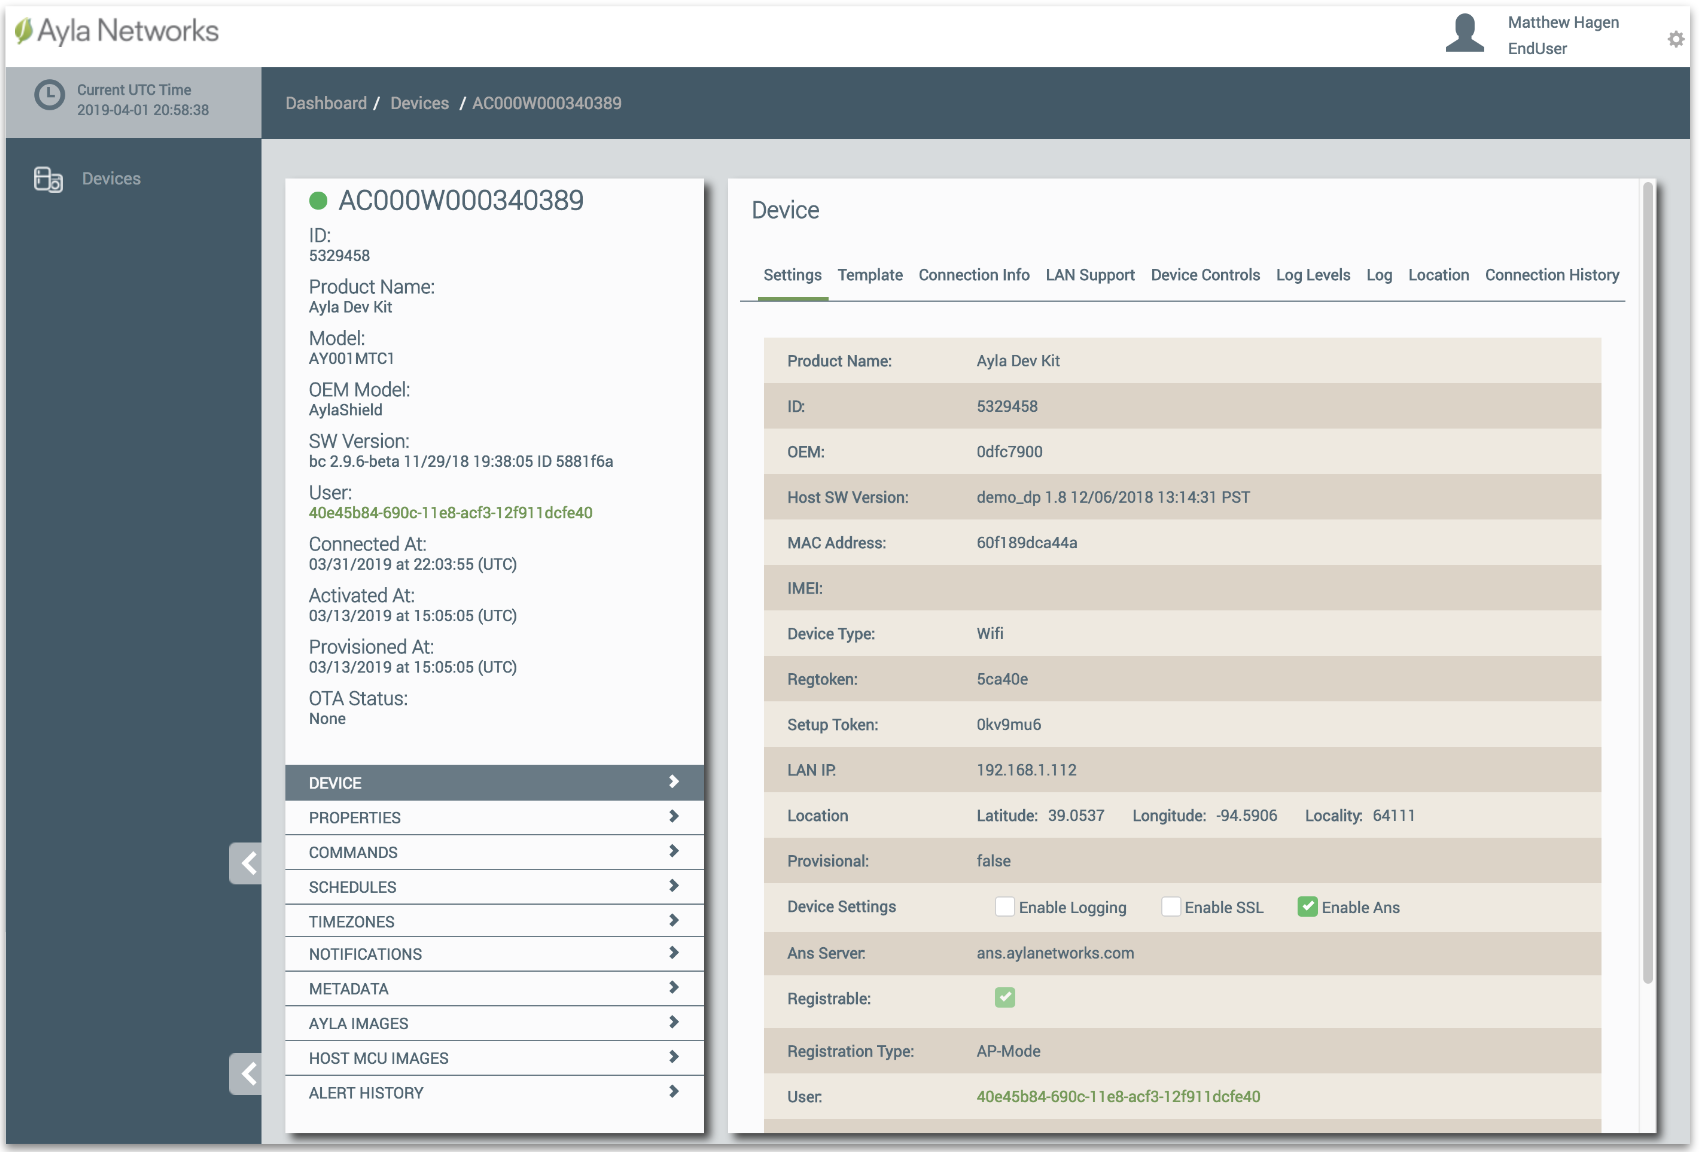 Ayla Networks
Matthew Hagen
EndUser
Current UTC Time
2019-04-01 20:58:38
Dashboard / Devices / AC000W000340389
Devices
AC000W000340389
ID:
5329458
Product Name:
Ayla Dev Kit
Model:
AY001MTC1
OEM Model:
AylaShield
SW Version:
bc 2.9.6-beta 11/29/18 19:38:05 ID 5881f6a
User:
40e45b84-690c-11e8-acf3-12f911dcfe40
Connected At:
03/31/2019 at 22:03:55 (UTC)
Activated At:
03/13/2019 at 15:05:05 (UTC)
Provisioned At:
03/13/2019 at 15:05:05 (UTC)
OTA Status:
None
DEVICE
PROPERTIES
COMMANDS
SCHEDULES
TIMEZONES
NOTIFICATIONS
METADATA
AYLA IMAGES
HOST MCU IMAGES
ALERT HISTORY
Device
Settings Template Connection Info LAN Support Device Controls Log Levels Log Location Connection History
Product Name: Ayla Dev Kit
ID: 5329458
OEM: 0dfc7900
Host SW Version: demo_dp 1.8 12/06/2018 13:14:31 PST
MAC Address: 60f189dca44a
IMEI:
Device Type: Wifi
Regtoken: 5ca40e
Setup Token: 0kv9mu6
LAN IP: 192.168.1.112
Location Latitude: 39.0537 Longitude: -94.5906 Locality: 64111
Provisional: false
Device Settings Enable Logging Enable SSL Enable Ans
Ans Server: ans.aylanetworks.com
Registrable:
Registration Type: AP-Mode
User: 40e45b84-690c-11e8-acf3-12f911dcfe40